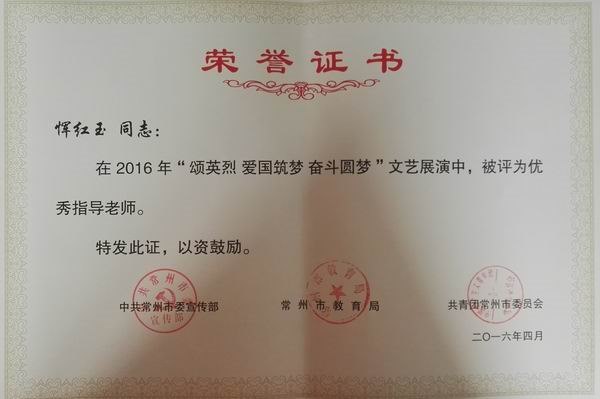 荣誉证书
恽红玉 同志：
在 2016 年“颂英烈 爱国筑梦 奋斗圆梦”文艺展演中，被评为优
秀指导老师。
特发此证，以资鼓励。
中共常州市委宣传部 常州市教育局 共青团常州市委员会
二〇一六年四月